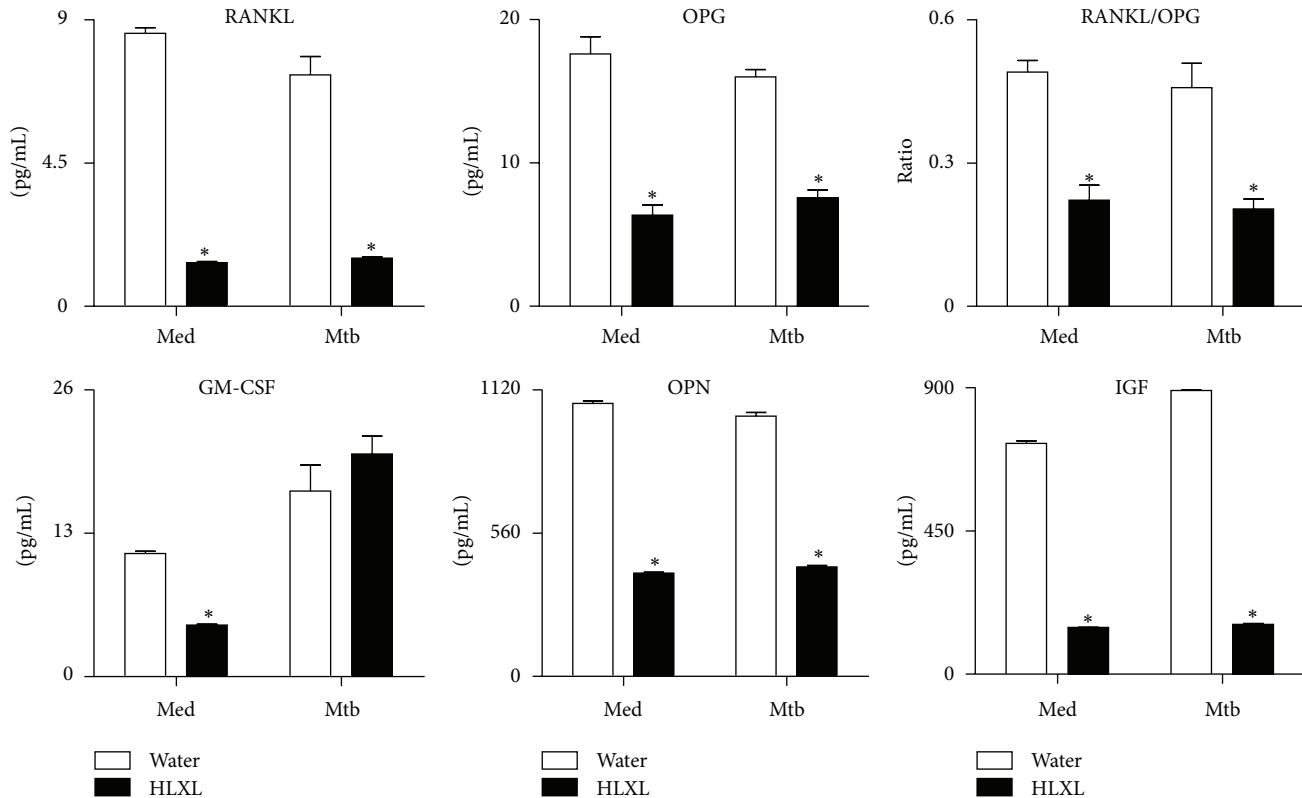 RANKL
9
4.5
0
(pg/mL)
*
*
Med
Mtb
OPG
20
10
0
(pg/mL)
*
*
Med
Mtb
RANKL/OPG
0.6
0.3
0
Ratio
*
*
Med
Mtb
GM-CSF
26
13
0
(pg/mL)
*
Med
Mtb
Water
HLXL
OPN
1120
560
0
(pg/mL)
*
*
Med
Mtb
Water
HLXL
IGF
900
450
0
(pg/mL)
*
*
Med
Mtb
Water
HLXL